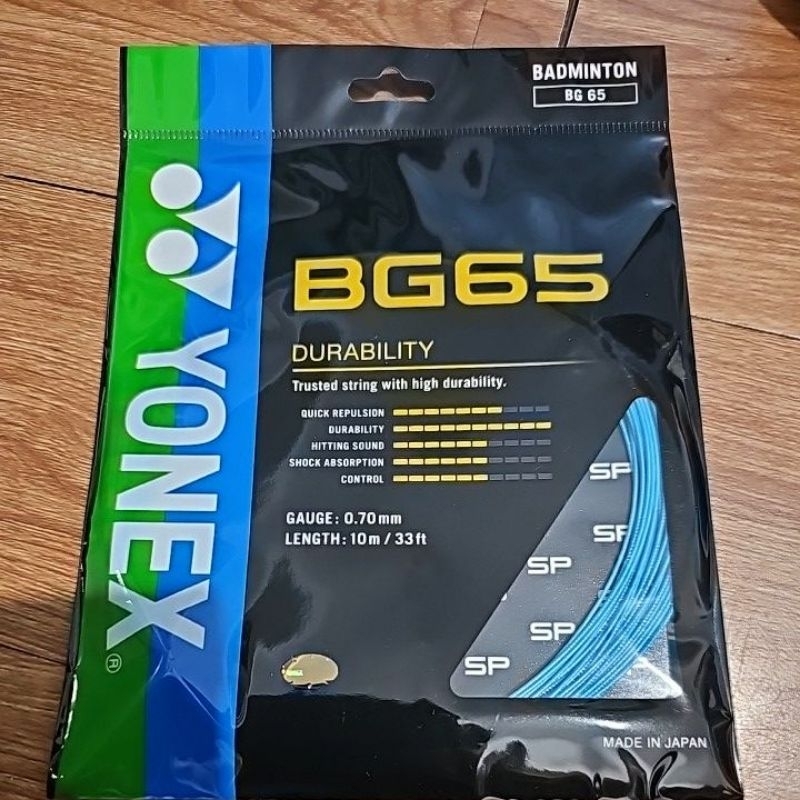 BADMINTON
BG 65
YONEX®
BG65
DURABILITY
Trusted string with high durability.
QUICK REPULSION
DURABILITY
HITTING SOUND
SHOCK ABSORPTION
CONTROL
GAUGE: 0.70mm
LENGTH: 10m / 33ft
SP
SP
SP
SP
SP
MADE IN JAPAN